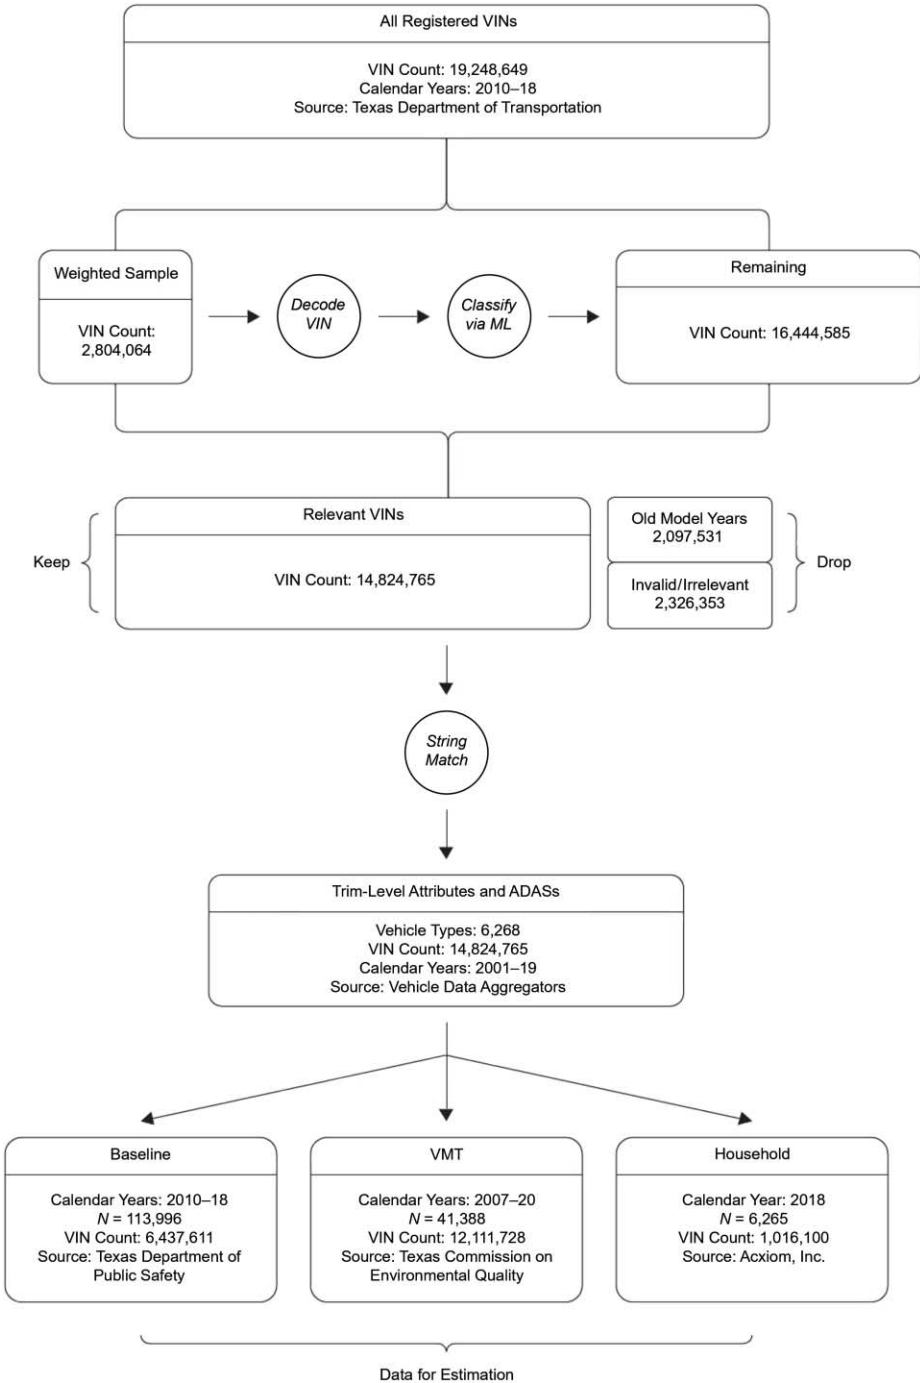 All Registered VINs
VIN Count: 19,248,649
Calendar Years: 2010–18
Source: Texas Department of Transportation
Weighted Sample
VIN Count:
2,804,064
Decode
VIN
Classify
via ML
Remaining
VIN Count: 16,444,585
Keep
Relevant VINs
VIN Count: 14,824,765
Old Model Years
2,097,531
Invalid/Irrelevant
2,326,353
Drop
String
Match
Trim-Level Attributes and ADASs
Vehicle Types: 6,268
VIN Count: 14,824,765
Calendar Years: 2001–19
Source: Vehicle Data Aggregators
Baseline
Calendar Years: 2010–18
N = 113,996
VIN Count: 6,437,611
Source: Texas Department of
Public Safety
VMT
Calendar Years: 2007–20
N = 41,388
VIN Count: 12,111,728
Source: Texas Commission on
Environmental Quality
Household
Calendar Year: 2018
N = 6,265
VIN Count: 1,016,100
Source: Acxiom, Inc.
Data for Estimation